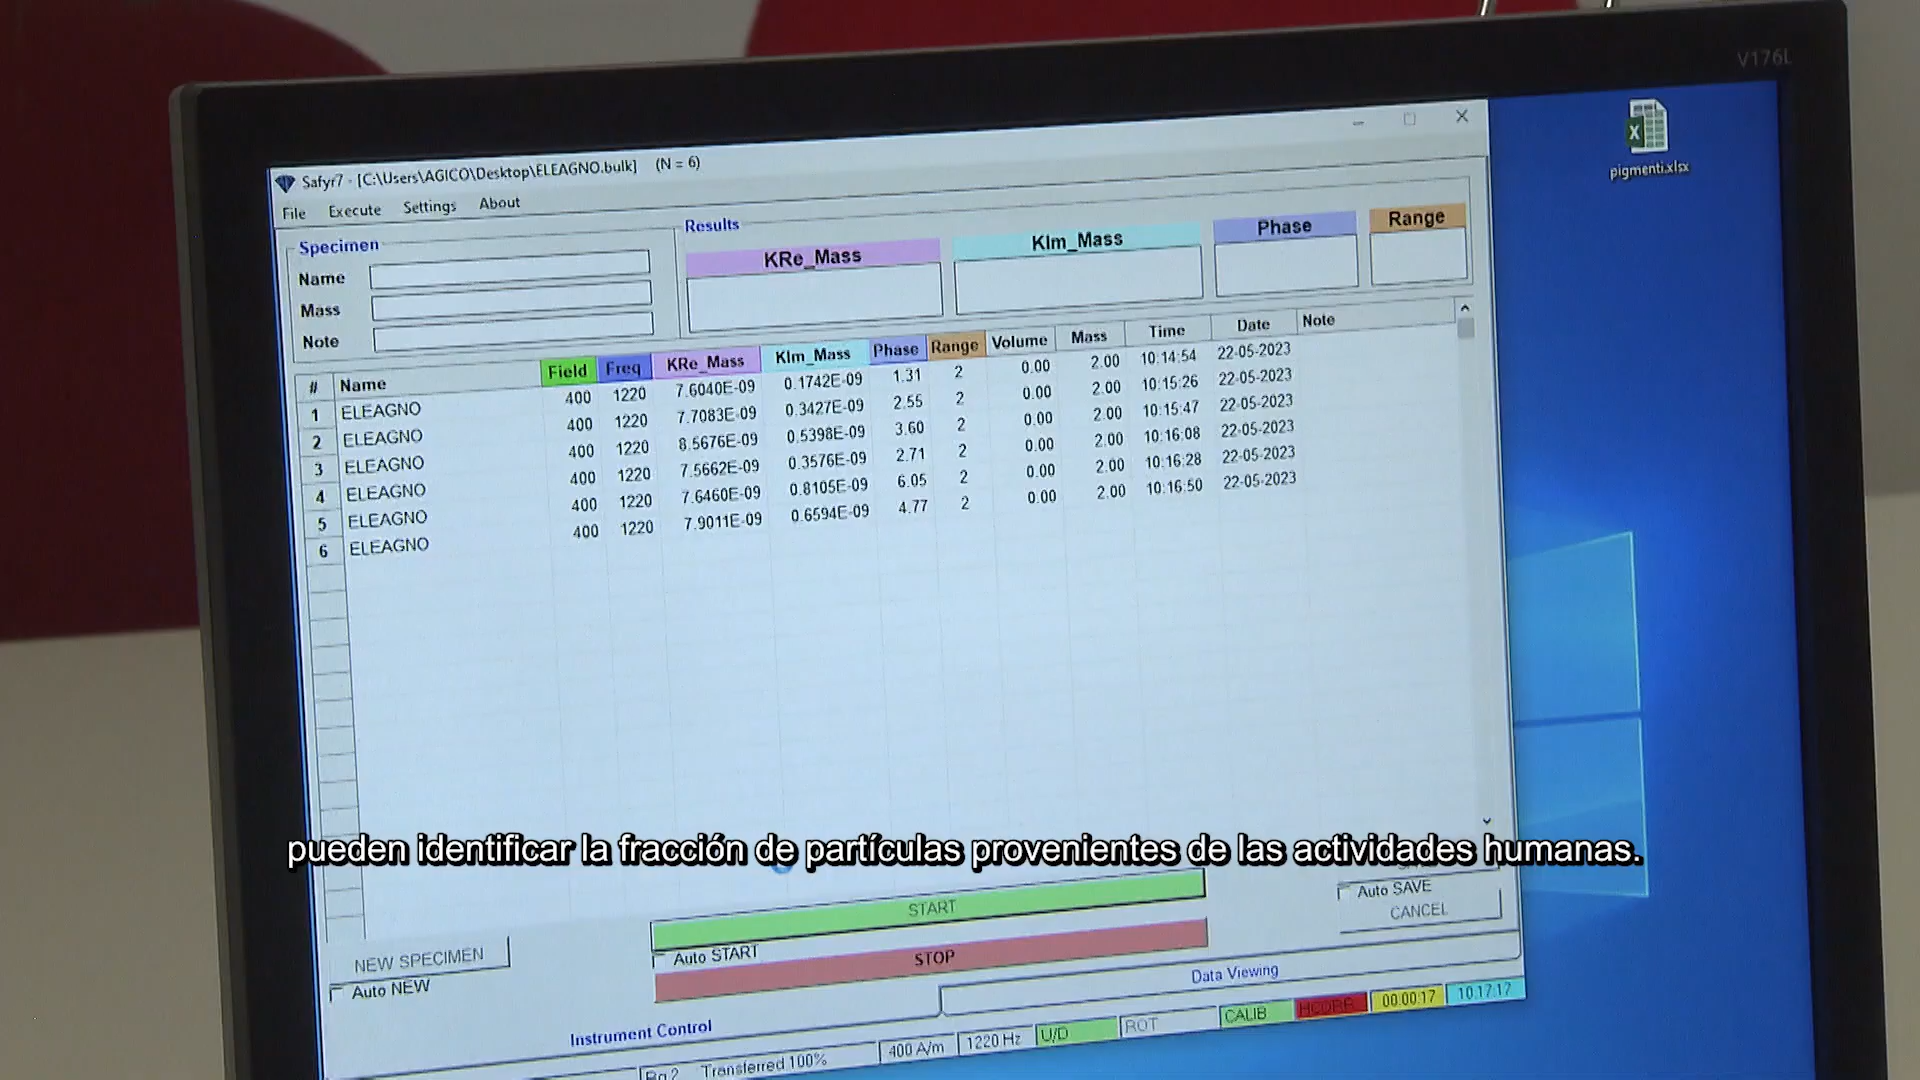 V176L
pigmenti.xlsx
Safyr7 - [C:\Users\AGICO\Desktop\ELEAGNO.bulk] (N = 6)
File Execute Settings About
Specimen
Name
Mass
Note
Results
KRe_Mass KIm_Mass Phase Range
# Name Field Freq KRe_Mass KIm_Mass Phase Range Volume Mass Time Date Note
1 ELEAGNO 400 1220 7.6040E-09 0.1742E-09 1.31 2 0.00 2.00 10:14:54 22-05-2023
2 ELEAGNO 400 1220 7.7083E-09 0.3427E-09 2.55 2 0.00 2.00 10:15:26 22-05-2023
3 ELEAGNO 400 1220 8.5676E-09 0.5398E-09 3.60 2 0.00 2.00 10:15:47 22-05-2023
4 ELEAGNO 400 1220 7.5662E-09 0.3576E-09 2.71 2 0.00 2.00 10:16:08 22-05-2023
5 ELEAGNO 400 1220 7.6460E-09 0.8105E-09 6.05 2 0.00 2.00 10:16:28 22-05-2023
6 ELEAGNO 400 1220 7.9011E-09 0.6594E-09 4.77 2 0.00 2.00 10:16:50 22-05-2023
pueden identificar la fracción de partículas provenientes de las actividades humanas.
START
Auto SAVE
CANCEL
NEW SPECIMEN
Auto START
STOP
Auto NEW
Data Viewing
Instrument Control
Transferred 100% 400 A/m 1220 Hz U/D ROT CALIB HCORR 00:00:17 10:17:17